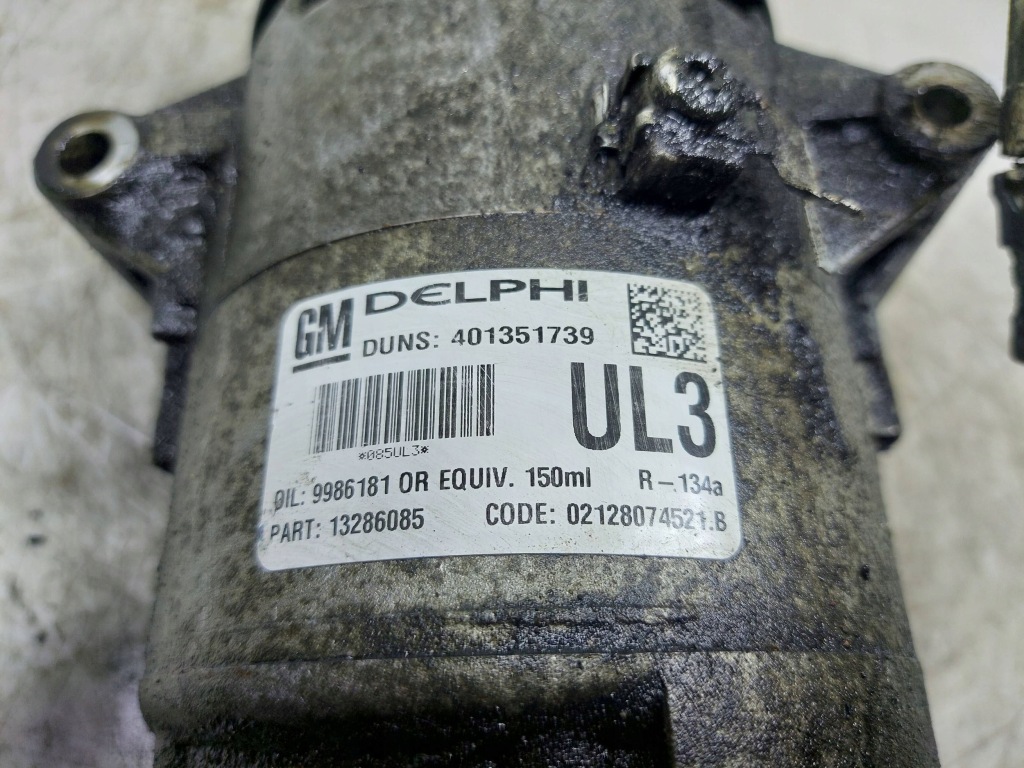 GM DELPHI
DUNS: 401351739
UL3
*085UL3*
OIL: 9986181 OR EQUIV. 150ml R-134a
PART: 13286085 CODE: 02128074521.B